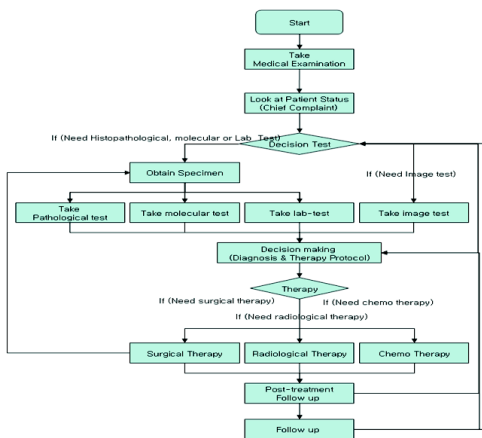 Start
Take
Medical Examination
Look at Patient Status
(Chief Complaint)
If (Need Histopathological, molecular or Lab Test)
Decision Test
If (Need Image test)
Obtain Specimen
Take
Pathological test
Take molecular test
Take lab-test
Take image test
Decision making
(Diagnosis & Therapy Protocol)
Therapy
If (Need surgical therapy)
If (Need chemo therapy)
If (Need radiological therapy)
Surgical Therapy
Radiological Therapy
Chemo Therapy
Post-treatment
Follow up
Follow up